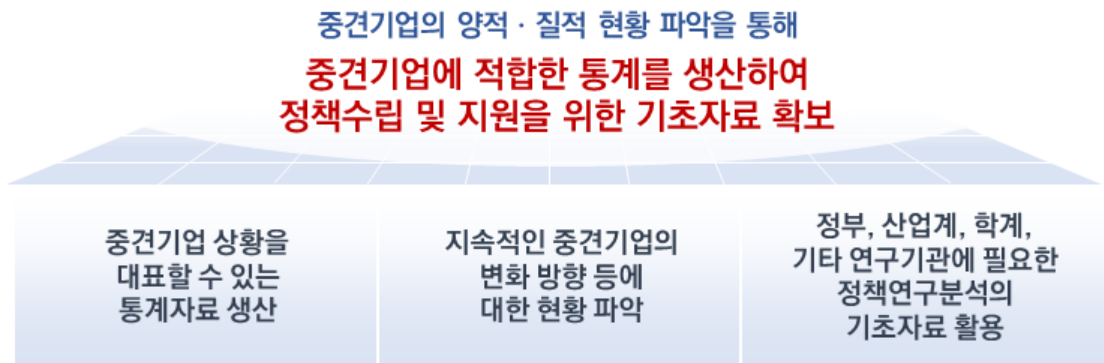 중견기업의 양적 · 질적 현황 파악을 통해
중견기업에 적합한 통계를 생산하여
정책수립 및 지원을 위한 기초자료 확보
중견기업 상황을
대표할 수 있는
통계자료 생산
지속적인 중견기업의
변화 방향 등에
대한 현황 파악
정부, 산업계, 학계,
기타 연구기관에 필요한
정책연구분석의
기초자료 활용